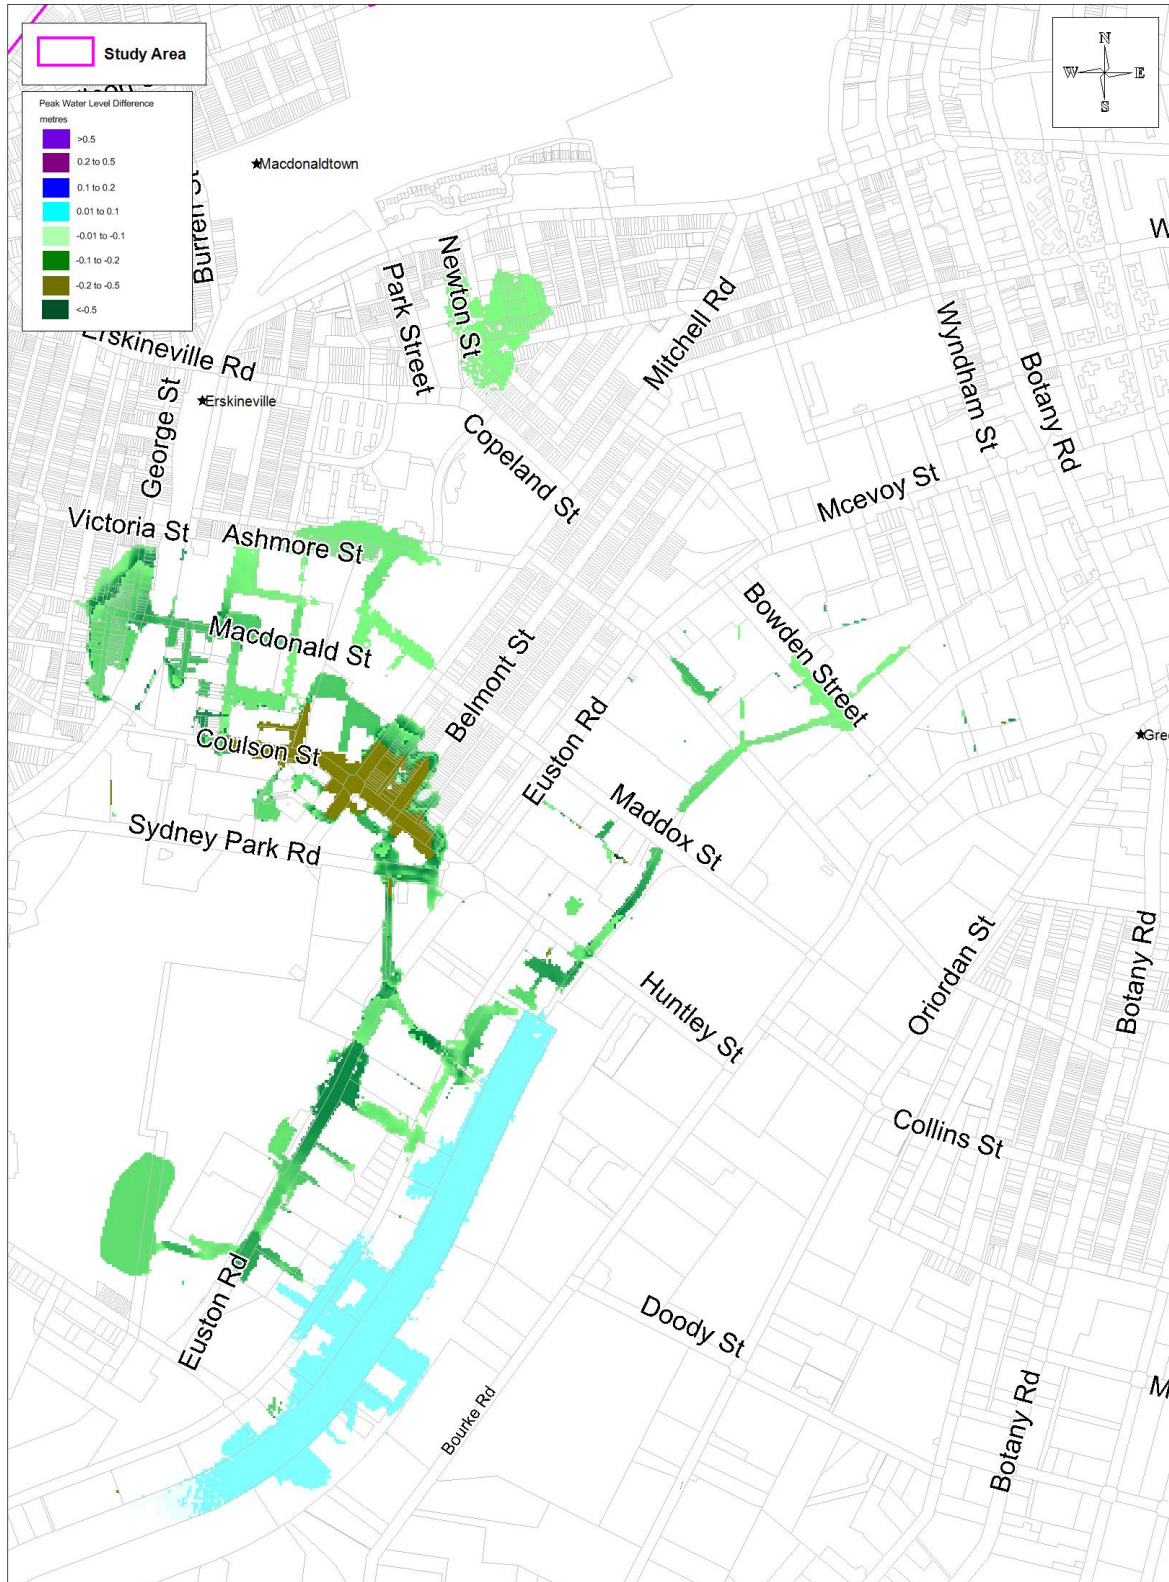 N
W E
S
Study Area
Peak Water Level Difference
metres
>0.5
0.2 to 0.5
0.1 to 0.2
0.01 to 0.1
-0.01 to -0.1
-0.1 to -0.2
-0.2 to -0.5
<-0.5
Macdonaldtown
W
Newton St
Park Street
Mitchell Rd
Erskineville Rd
Wyndham St
Botany Rd
Erskineville
George St
Copeland St
Mcevoy St
Victoria St
Ashmore St
Bowden Street
Macdonald St
Belmont St
Euston Rd
Coulson St
Gree
Maddox St
Sydney Park Rd
Oriordan St
Botany Rd
Huntley St
Collins St
Euston Rd
Doody St
Bourke Rd
Botany Rd
M